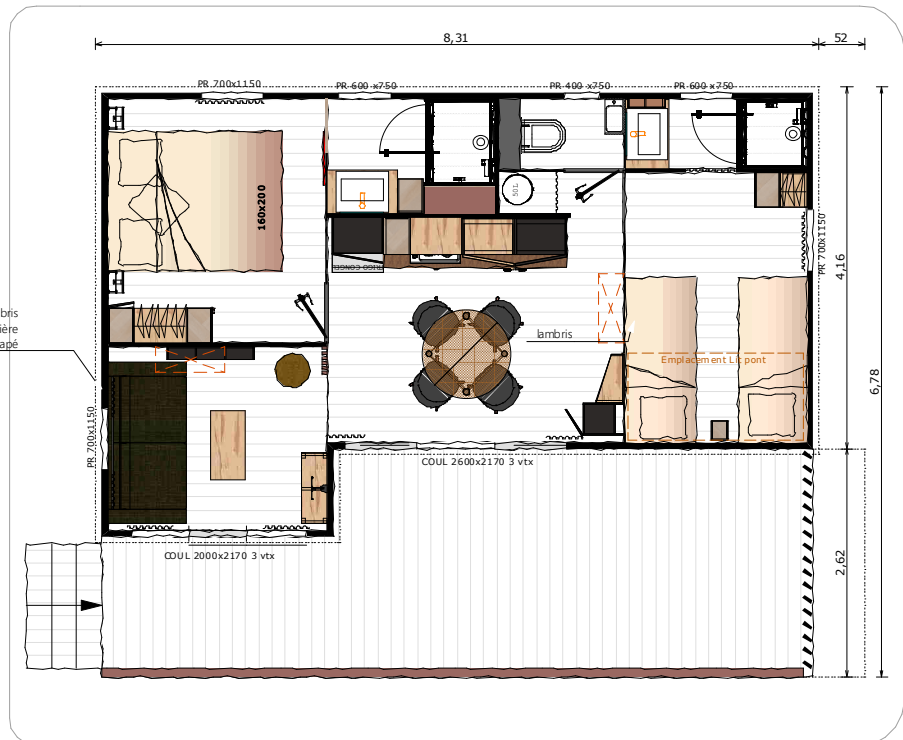 8,31
52
PR 700x1150
PR 600 x750
PR 400 x750
PR 600 x750
160x200
50L
PR 700x1150
4,16
FRIGO CONGEL
bris
ière
apé
lambris
Emplacement Lit pont
6,78
PR 700x1150
COUL 2600x2170 3 vtx
COUL 2000x2170 3 vtx
2,62